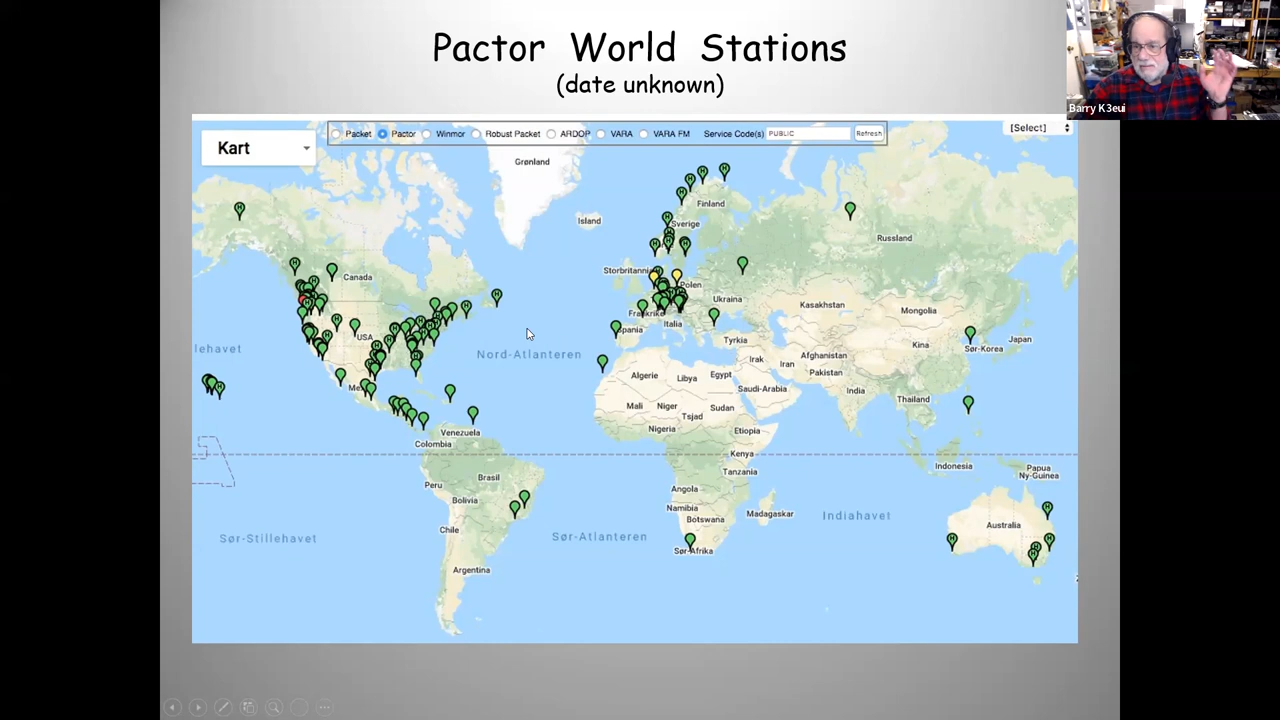 Pactor World Stations
(date unknown)
Barry K3eui
Kart
Packet Pactor Winmor Robust Packet ARDOP VARA VARA FM Service Code(s) PUBLIC Refresh
[Select]
Grønland
Island
Finland
Sverige
Russland
Storbritannia
Polen
Canada
Ukraina
Kasakhstan
Mongolia
Frankrike
Italia
Spania
USA
Tyrkia
Kina
Sør-Korea
Japan
lehavet
Nord-Atlanteren
Irak
Iran
Afghanistan
Pakistan
Algerie
Libya
Egypt
Saudi-Arabia
India
Thailand
Mali
Niger
Tsjad
Sudan
Nigeria
Etiopia
Venezuela
Colombia
Kenya
Tanzania
Indonesia
Papua
Ny-Guinea
Peru
Brasil
Bolivia
Angola
Namibia
Botswana
Madagaskar
Indiahavet
Australia
Chile
Sør-Stillehavet
Sør-Atlanteren
Sør-Afrika
Argentina